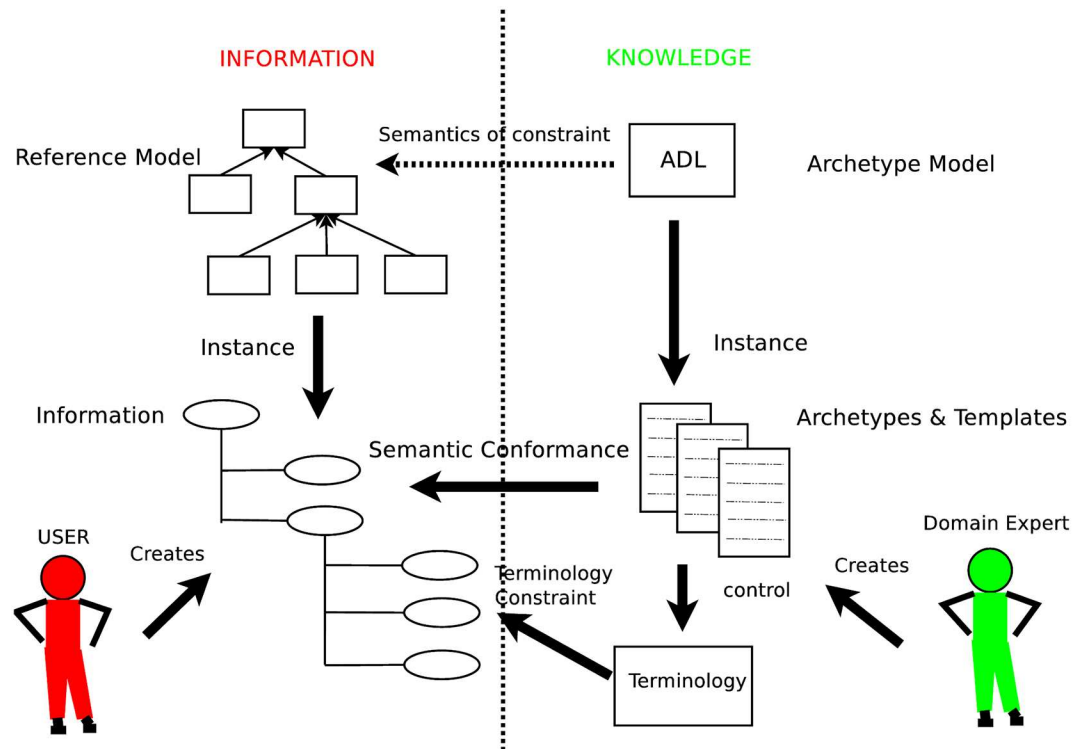 INFORMATION
KNOWLEDGE
Semantics of constraint
Reference Model
ADL
Archetype Model
Instance
Instance
Information
Archetypes & Templates
Semantic Conformance
USER
Domain Expert
Creates
Terminology
Constraint
control
Creates
Terminology